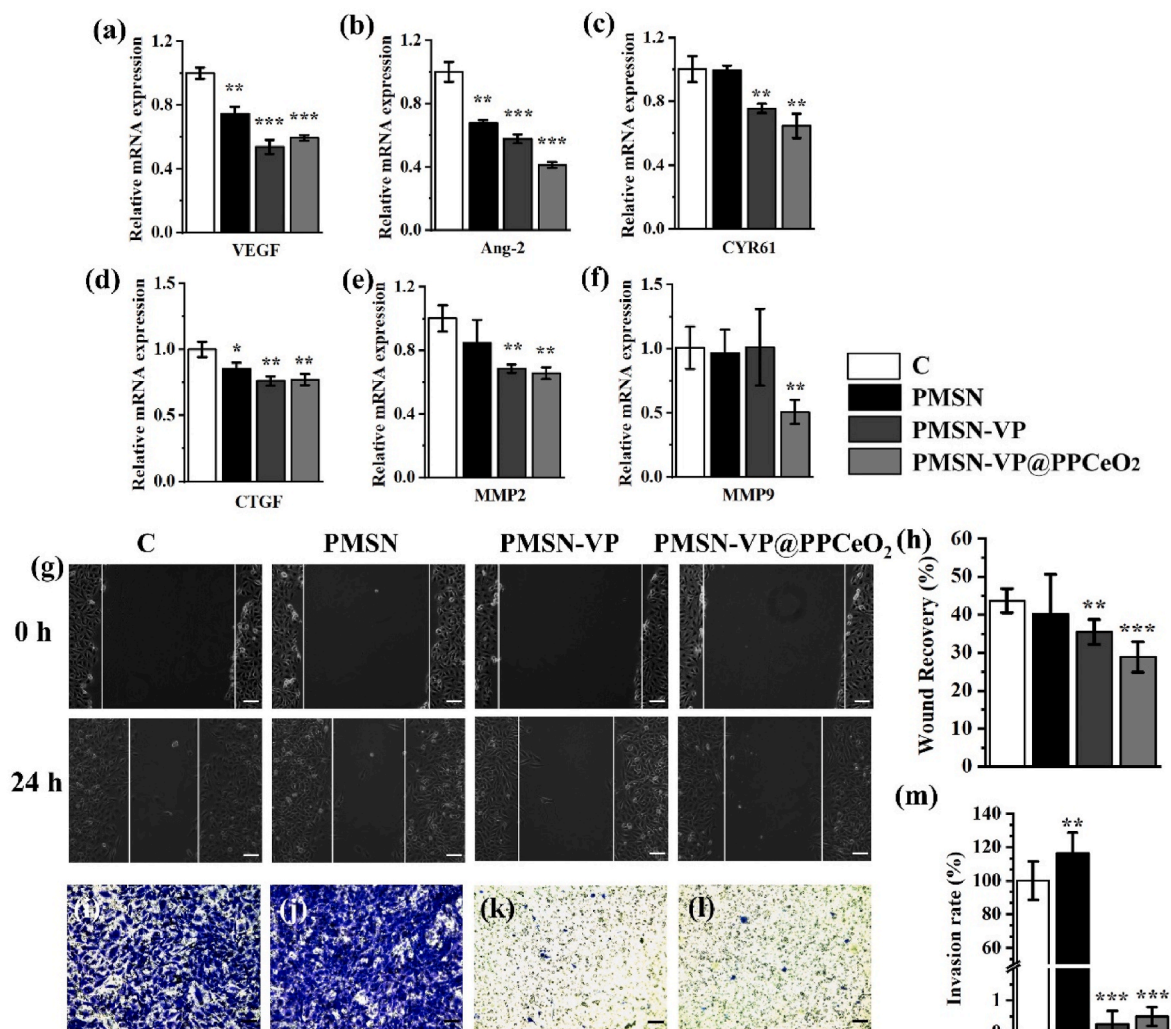 (a)
Relative mRNA expression
1.2
0.8
0.4
0.0
**
***
***
VEGF
(b)
Relative mRNA expression
1.2
0.8
0.4
0.0
**
***
***
Ang-2
(c)
Relative mRNA expression
1.2
0.8
0.4
0.0
**
**
CYR61
(d)
Relative mRNA expression
1.5
1.0
0.5
0.0
*
**
**
CTGF
(e)
Relative mRNA expression
1.2
0.8
0.4
0.0
**
**
MMP2
(f)
Relative mRNA expression
1.5
1.0
0.5
0.0
**
MMP9
C
PMSN
PMSN-VP
PMSN-VP@PPCeO2
(g)
C PMSN PMSN-VP PMSN-VP@PPCeO2
0 h
24 h
(h)
Wound Recovery (%)
60
50
40
30
20
10
0
**
***
(j)
(k)
(l)
(m)
Invasion rate (%)
140
120
100
80
60
1
0
**
***
***